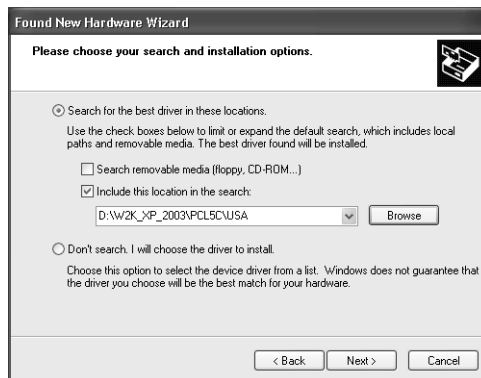 Found New Hardware Wizard
Please choose your search and installation options.
Search for the best driver in these locations.
Use the check boxes below to limit or expand the default search, which includes local
paths and removable media. The best driver found will be installed.
Search removable media (floppy, CD-ROM...)
Include this location in the search:
D:\W2K_XP_2003\PCL5C\USA
Browse
Don't search. I will choose the driver to install.
Choose this option to select the device driver from a list. Windows does not guarantee that
the driver you choose will be the best match for your hardware.
< Back Next > Cancel